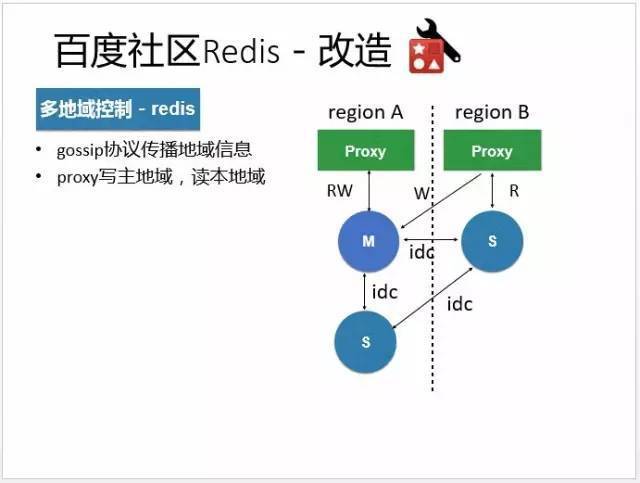 百度社区Redis - 改造
多地域控制 - redis
• gossip协议传播地域信息
• proxy写主地域，读本地域
region A
region B
Proxy
Proxy
RW
W
R
M
S
idc
idc
idc
S